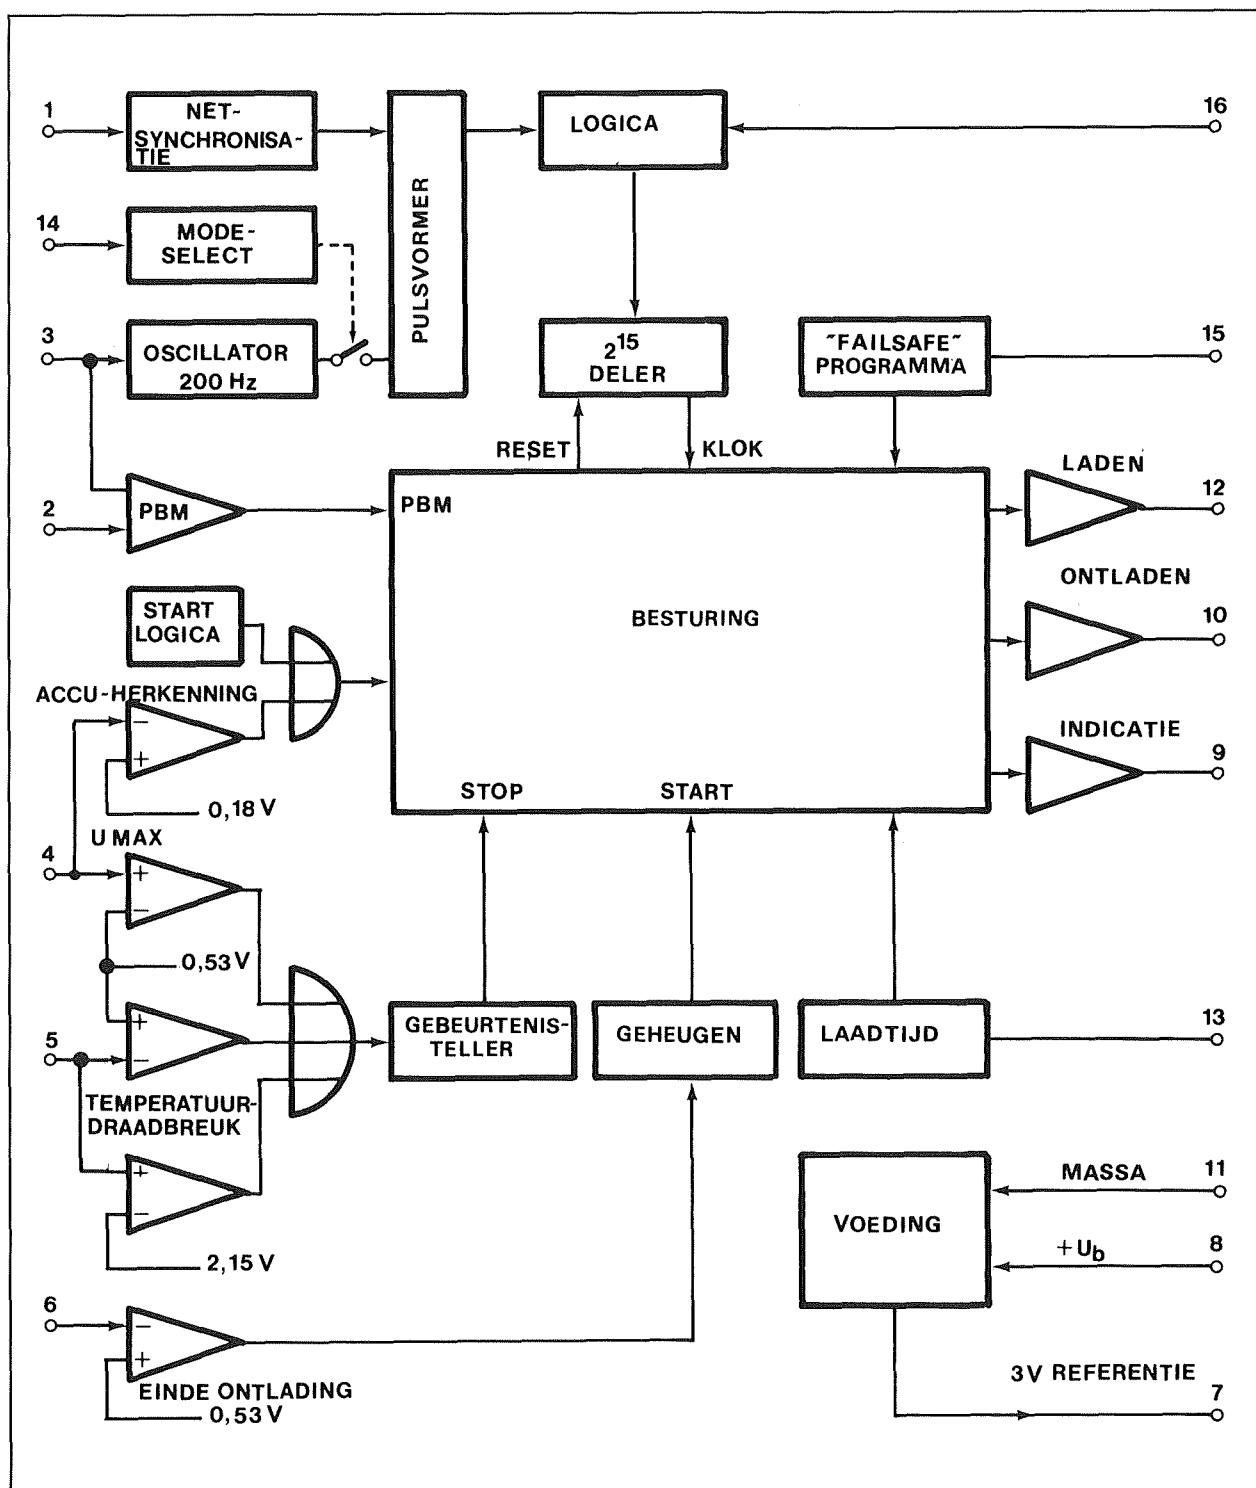 1
NET-
SYNCHRONISA-
TIE
PULSVORMER
LOGICA
16
14
MODE-
SELECT
3
OSCILLATOR
200 Hz
2¹⁵
DELER
"FAILSAFE"
PROGRAMMA
15
RESET
KLOK
2
PBM
PBM
BESTURING
LADEN
12
ONTLADEN
10
INDICATIE
9
START
LOGICA
ACCU-HERKENNING
−
+
0,18 V
STOP
START
4
U MAX
+
−
0,53 V
5
+
−
TEMPERATUUR-
DRAADBREUK
+
−
2,15 V
GEBEURTENIS-
TELLER
GEHEUGEN
LAADTIJD
13
VOEDING
MASSA
11
+Ub
8
6
−
+
EINDE ONTLADING
0,53 V
3V REFERENTIE
7